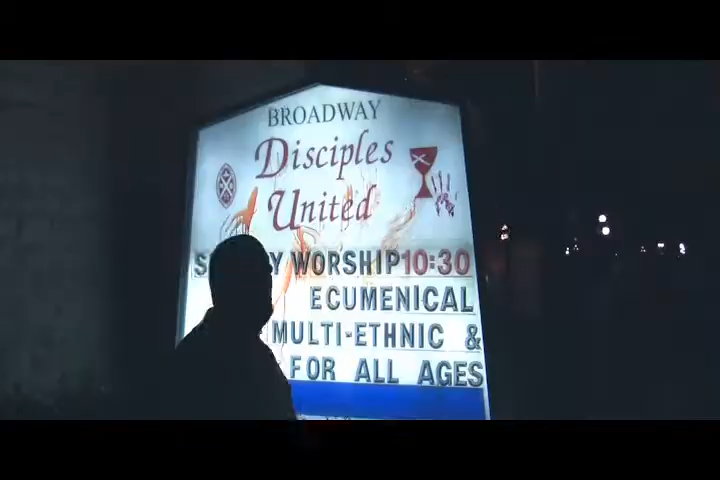 BROADWAY
Disciples
United
S Y WORSHIP 10:30
ECUMENICAL
MULTI-ETHNIC &
FOR ALL AGES